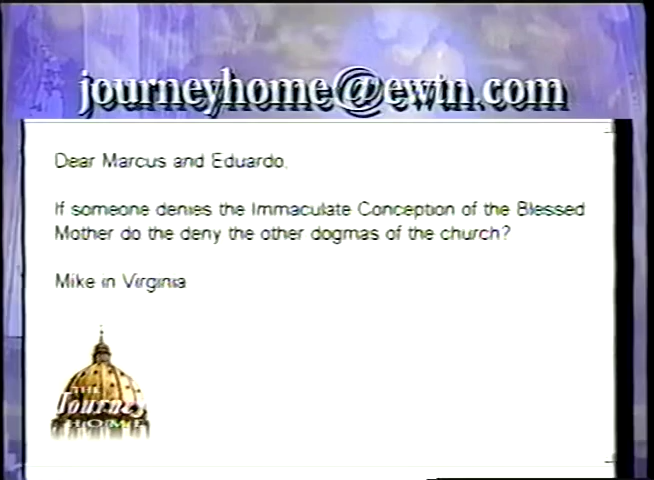 journeyhome@ewtn.com
Dear Marcus and Eduardo,
If someone denies the Immaculate Conception of the Blessed
Mother do the deny the other dogmas of the church?
Mike in Virginia
THE
Journey
HOME